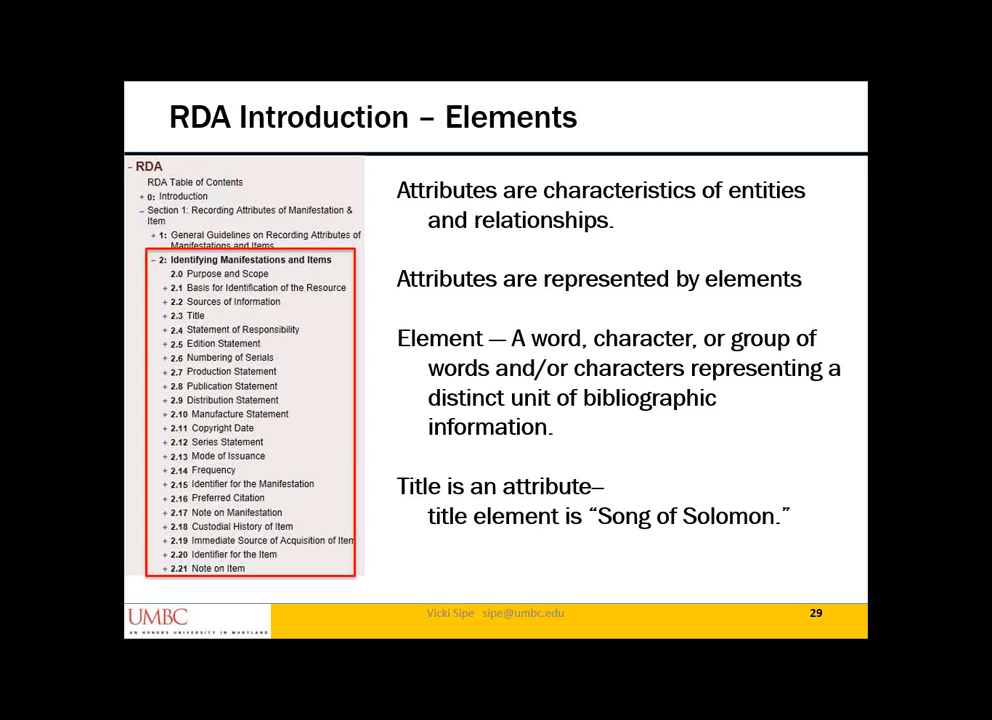 RDA Introduction – Elements
– RDA
RDA Table of Contents
+ 0: Introduction
– Section 1: Recording Attributes of Manifestation &
Item
+ 1: General Guidelines on Recording Attributes of
Manifestations and Items
– 2: Identifying Manifestations and Items
2.0 Purpose and Scope
+ 2.1 Basis for Identification of the Resource
+ 2.2 Sources of Information
+ 2.3 Title
+ 2.4 Statement of Responsibility
+ 2.5 Edition Statement
+ 2.6 Numbering of Serials
+ 2.7 Production Statement
+ 2.8 Publication Statement
+ 2.9 Distribution Statement
+ 2.10 Manufacture Statement
+ 2.11 Copyright Date
+ 2.12 Series Statement
+ 2.13 Mode of Issuance
+ 2.14 Frequency
+ 2.15 Identifier for the Manifestation
+ 2.16 Preferred Citation
+ 2.17 Note on Manifestation
+ 2.18 Custodial History of Item
+ 2.19 Immediate Source of Acquisition of Item
+ 2.20 Identifier for the Item
+ 2.21 Note on Item
Attributes are characteristics of entities
and relationships.
Attributes are represented by elements
Element — A word, character, or group of
words and/or characters representing a
distinct unit of bibliographic
information.
Title is an attribute–
title element is “Song of Solomon.”
UMBC
AN HONORS UNIVERSITY IN MARYLAND
Vicki Sipe sipe@umbc.edu
29